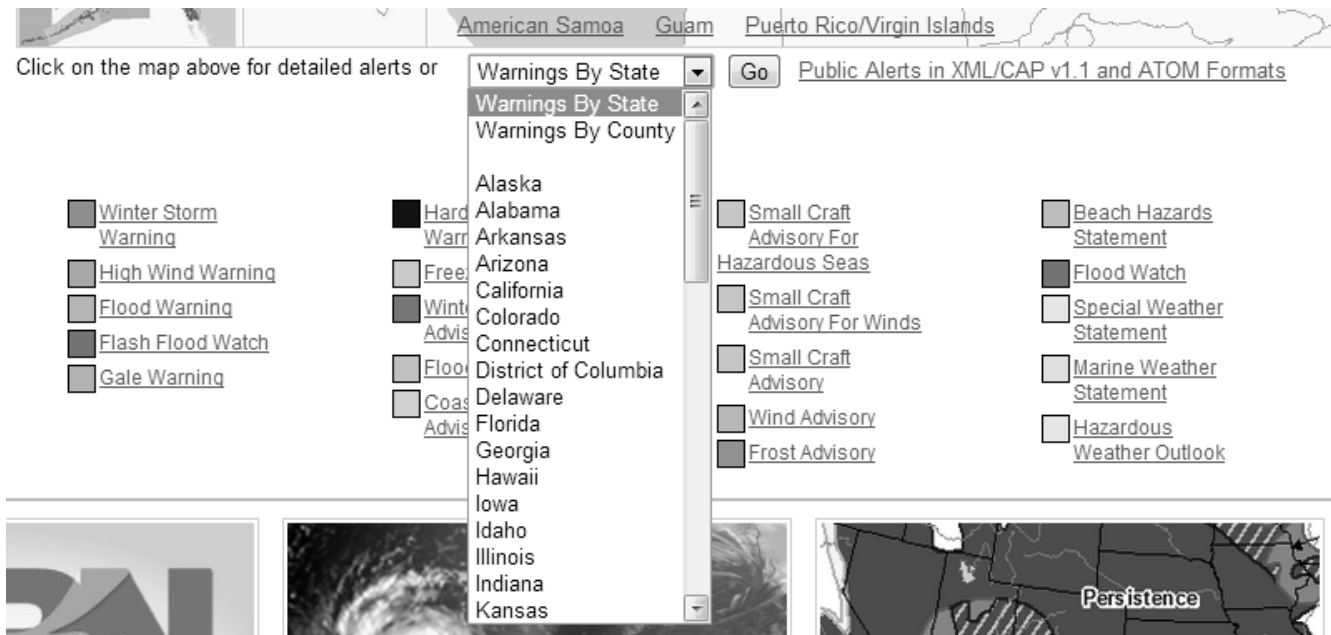 American Samoa Guam Puerto Rico/Virgin Islands
Click on the map above for detailed alerts or Warnings By State Go Public Alerts in XML/CAP v1.1 and ATOM Formats
Warnings By State
Warnings By County
Alaska
Alabama
Arkansas
Arizona
California
Colorado
Connecticut
District of Columbia
Delaware
Florida
Georgia
Hawaii
Iowa
Idaho
Illinois
Indiana
Kansas
Winter Storm
Warning
High Wind Warning
Flood Warning
Flash Flood Watch
Gale Warning
Hard
Small Craft
Advisory For
Hazardous Seas
Small Craft
Advisory For Winds
Small Craft
Advisory
Wind Advisory
Frost Advisory
Beach Hazards
Statement
Flood Watch
Special Weather
Statement
Marine Weather
Statement
Hazardous
Weather Outlook
Persistence